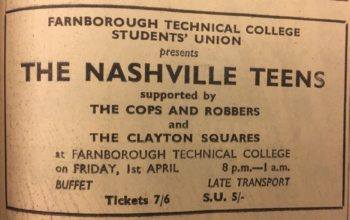 FARNBOROUGH TECHNICAL COLLEGE
STUDENTS' UNION
presents
THE NASHVILLE TEENS
supported by
THE COPS AND ROBBERS
and
THE CLAYTON SQUARES
at FARNBOROUGH TECHNICAL COLLEGE
on FRIDAY, 1st APRIL 8 p.m.—1 a.m.
BUFFET LATE TRANSPORT
Tickets 7/6 S.U. 5/-